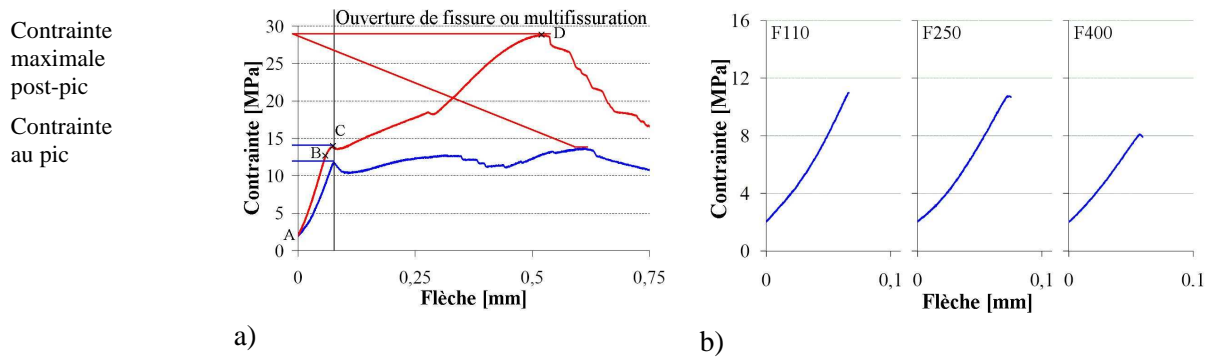 Contrainte
maximale
post-pic
Contrainte
au pic
Ouverture de fissure ou multifissuration
Contrainte [MPa]
35
30
25
20
15
10
5
0
A
B
C
D
0
0,25
0,5
0,75
Flèche [mm]
a)
Contrainte [MPa]
16
12
8
4
0
F110
F250
F400
0
0,1
0
0,1
0
0.1
Flèche [mm]
b)